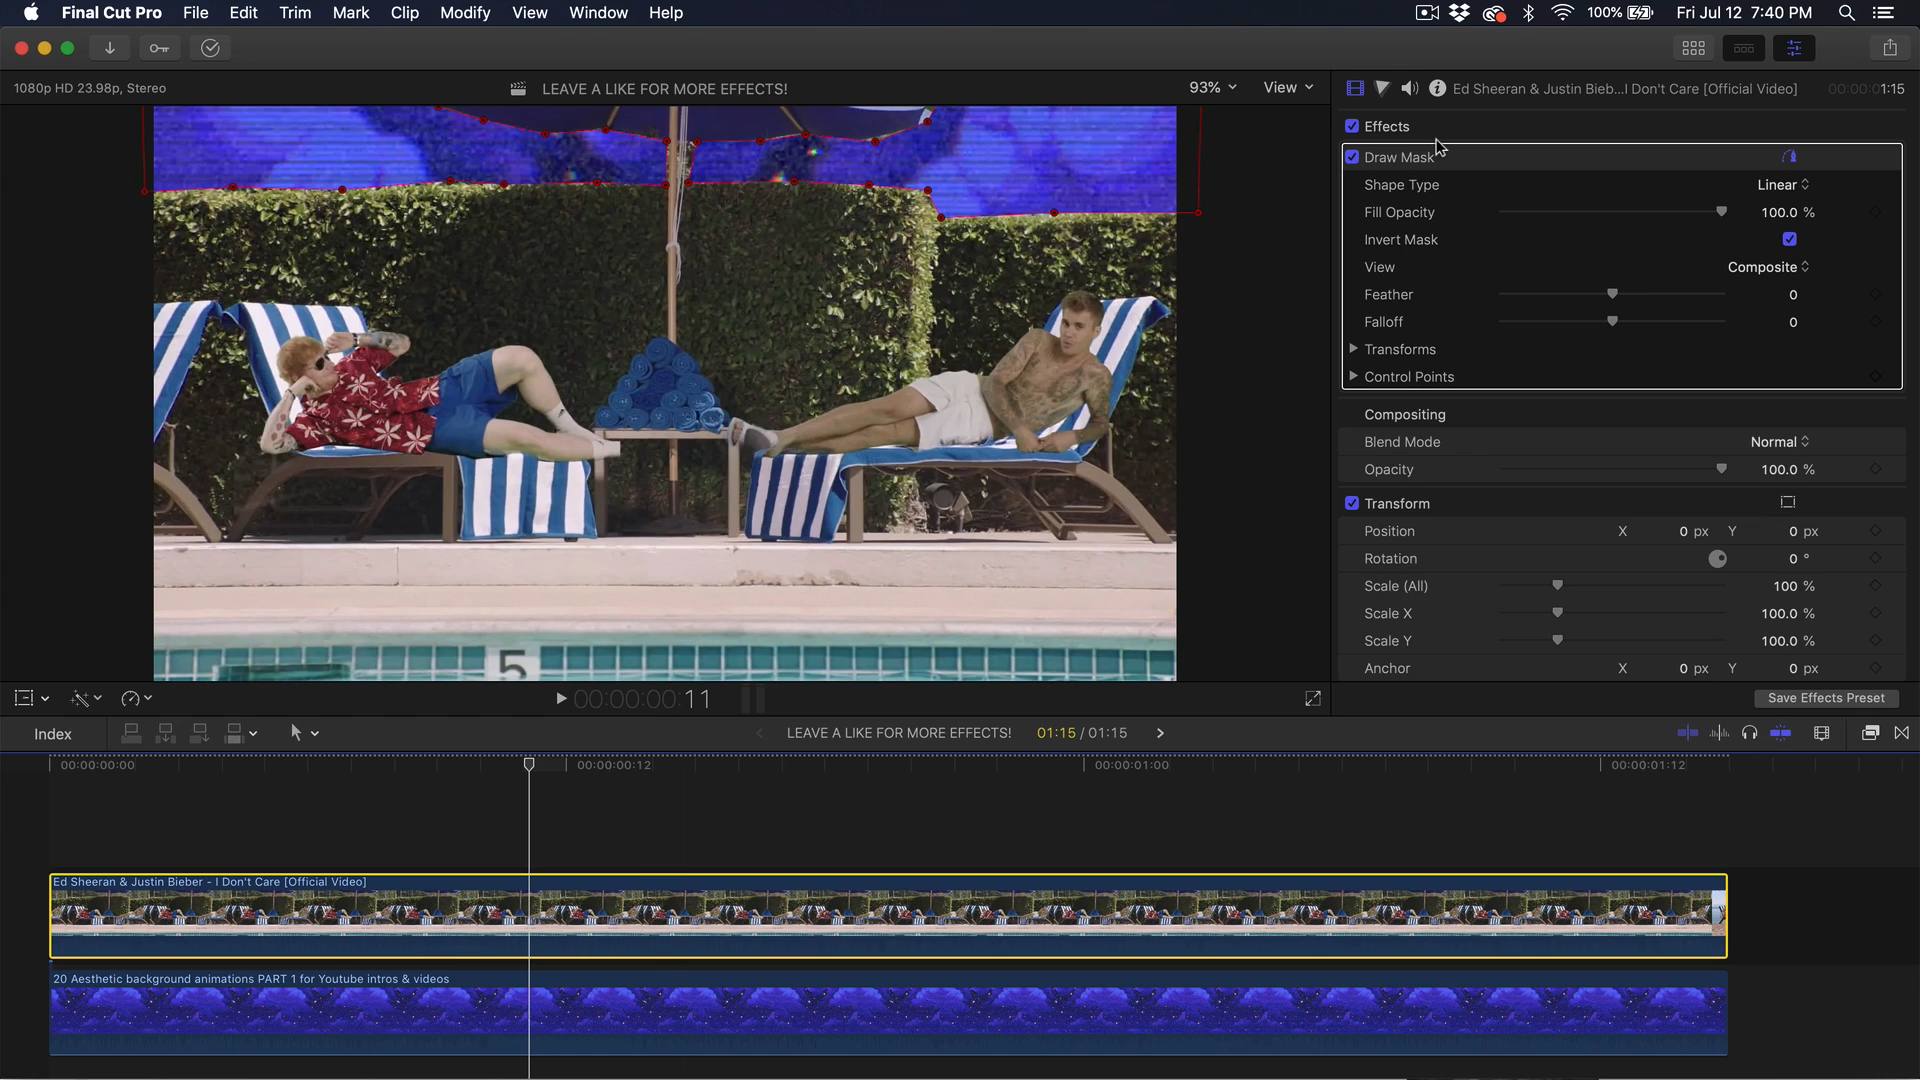 Final Cut Pro File Edit Trim Mark Clip Modify View Window Help 100% Fri Jul 12 7:40 PM
1080p HD 23.98p, Stereo
LEAVE A LIKE FOR MORE EFFECTS!
93% View
Ed Sheeran & Justin Bieb...I Don't Care [Official Video] 00:00:01:15
Effects
Draw Mask
Shape Type Linear
Fill Opacity 100.0 %
Invert Mask
View Composite
Feather 0
Falloff 0
Transforms
Control Points
Compositing
Blend Mode Normal
Opacity 100.0 %
Transform
Position X 0 px Y 0 px
Rotation 0 °
Scale (All) 100 %
Scale X 100.0 %
Scale Y 100.0 %
Anchor X 0 px Y 0 px
5
00:00:00:11
Save Effects Preset
Index
LEAVE A LIKE FOR MORE EFFECTS! 01:15 / 01:15
00:00:00:00 00:00:00:12 00:00:01:00 00:00:01:12
Ed Sheeran & Justin Bieber - I Don't Care [Official Video]
20 Aesthetic background animations PART 1 for Youtube intros & videos